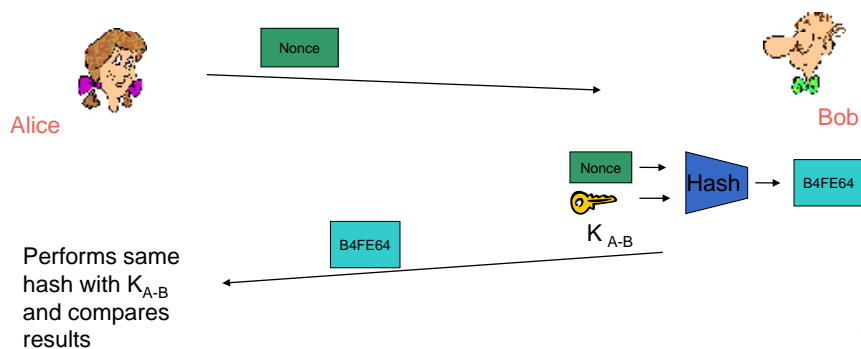 Nonce
Alice
Bob
Nonce
Hash
B4FE64
K A-B
B4FE64
Performs same
hash with KA-B
and compares
results